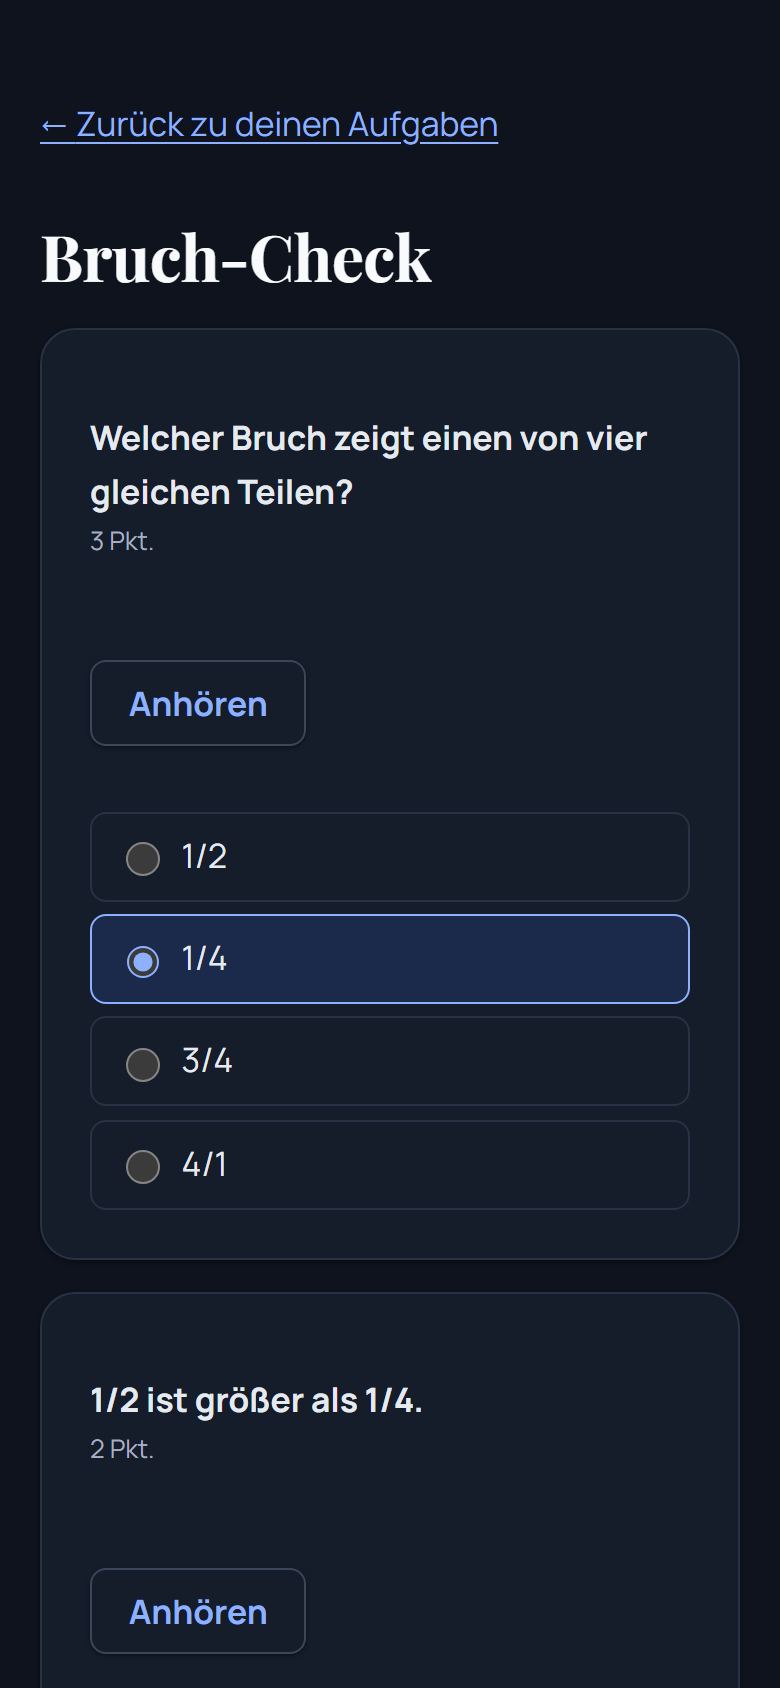 ← Zurück zu deinen Aufgaben
Bruch-Check
Welcher Bruch zeigt einen von vier
gleichen Teilen?
3 Pkt.
Anhören
1/2
1/4
3/4
4/1
1/2 ist größer als 1/4.
2 Pkt.
Anhören